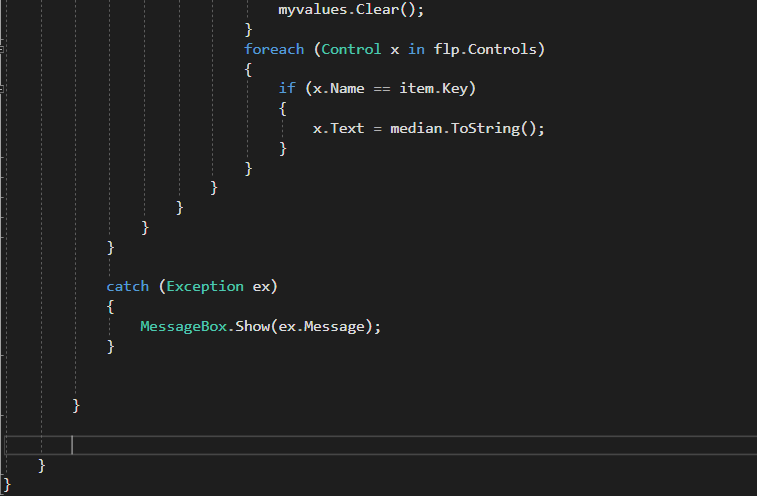 myvalues.Clear();
}
foreach (Control x in flp.Controls)
{
if (x.Name == item.Key)
{
x.Text = median.ToString();
}
}
}
}
}
}
catch (Exception ex)
{
MessageBox.Show(ex.Message);
}
}
}
}